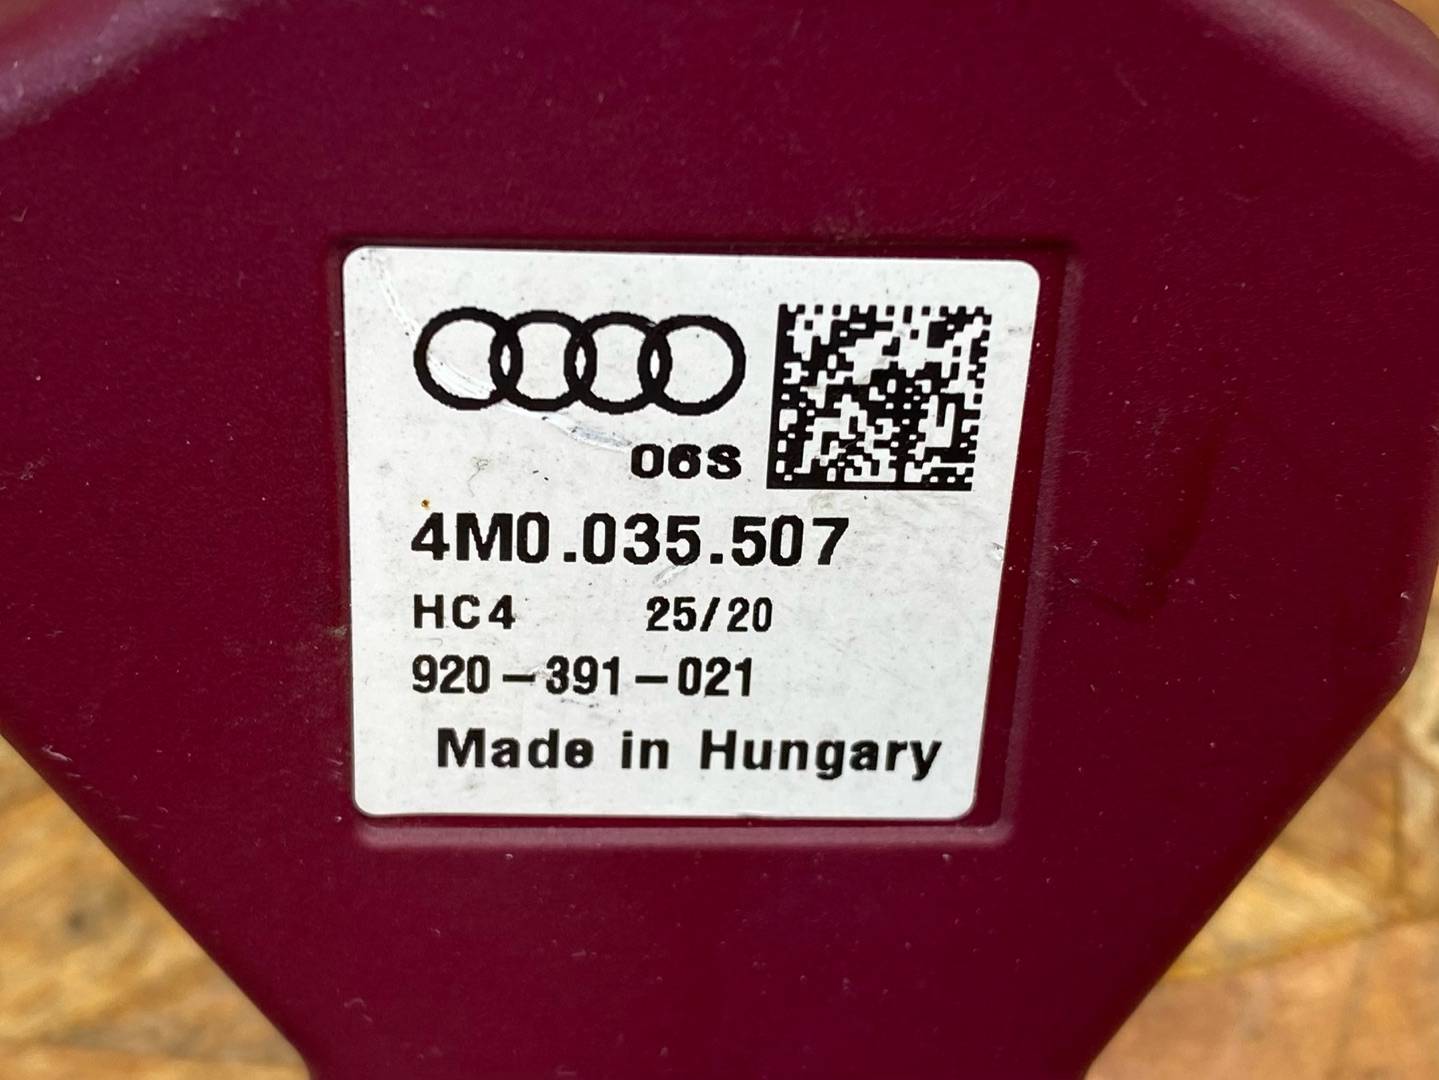 06S
4M0.035.507
HC4 25/20
920-391-021
Made in Hungary